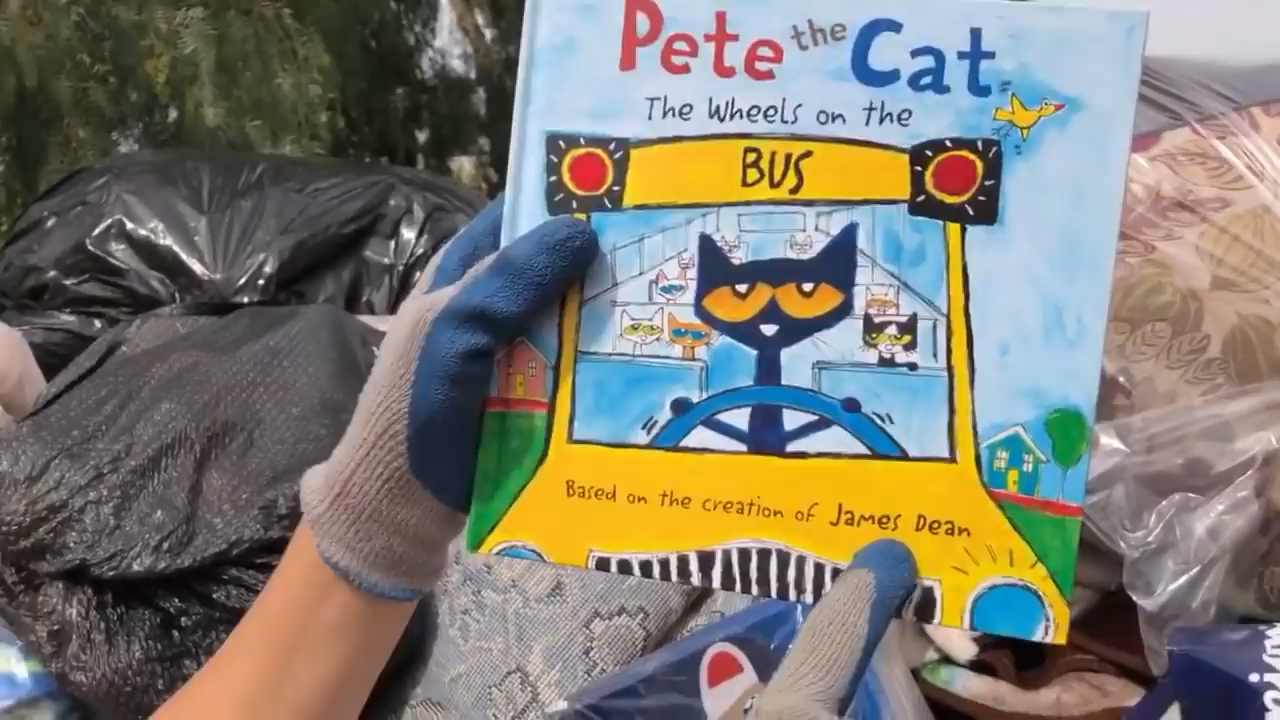 Pete the Cat
The Wheels on the
BUS
Based on the creation of James Dean